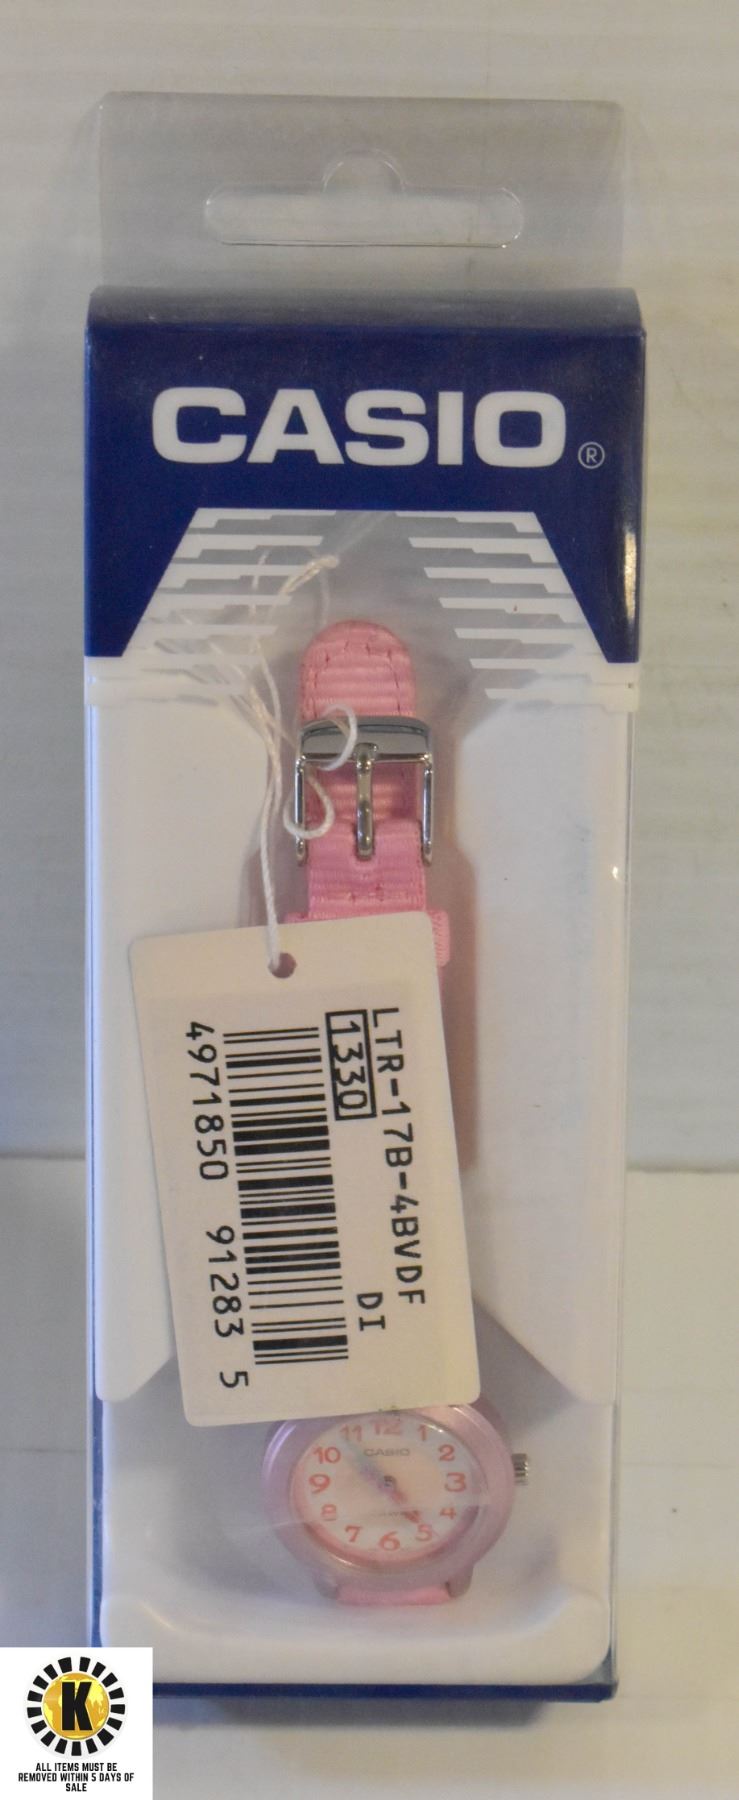 CASIO®
LTR-17B-4BVDF
1330
DI
4971850 91283 5
11 12 1
10 CASIO 2
9 3
8 4
7 6 5
K
ALL ITEMS MUST BE
REMOVED WITHIN 5 DAYS OF
SALE